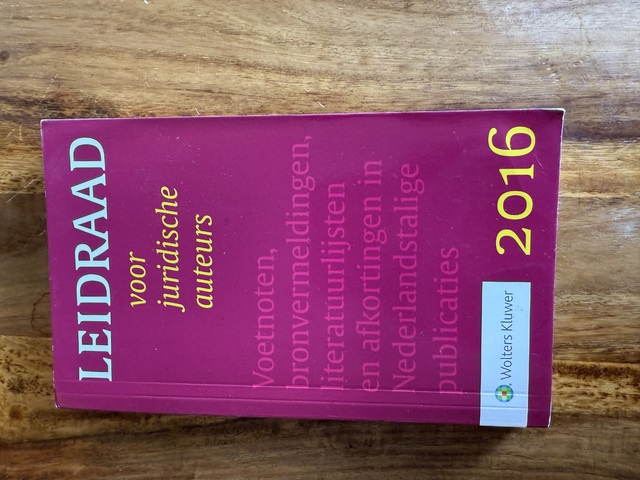 LEIDRAAD
voor
juridische
auteurs
Voetnoten,
bronvermeldingen,
literatuurlijsten
en afkortingen in
Nederlandstalige
publicaties
2016
Wolters Kluwer